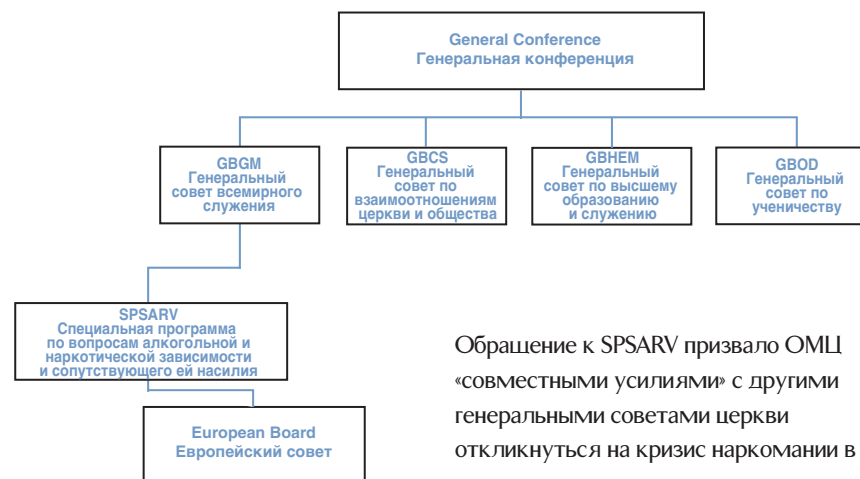 General Conference
Генеральная конференция
GBGM
Генеральный
совет всемирного
служения
GBCS
Генеральный
совет по
взаимоотношениям
церкви и общества
GBHEM
Генеральный
совет по высшему
образованию
и служению
GBOD
Генеральный
совет по
ученичеству
SPSARV
Специальная программа
по вопросам алкогольной и
наркотической зависимости
и сопутствующего ей насилия
European Board
Европейский совет
Обращение к SPSARV призвало ОМЦ
«совместными усилиями» с другими
генеральными советами церкви
откликнуться на кризис наркомании в